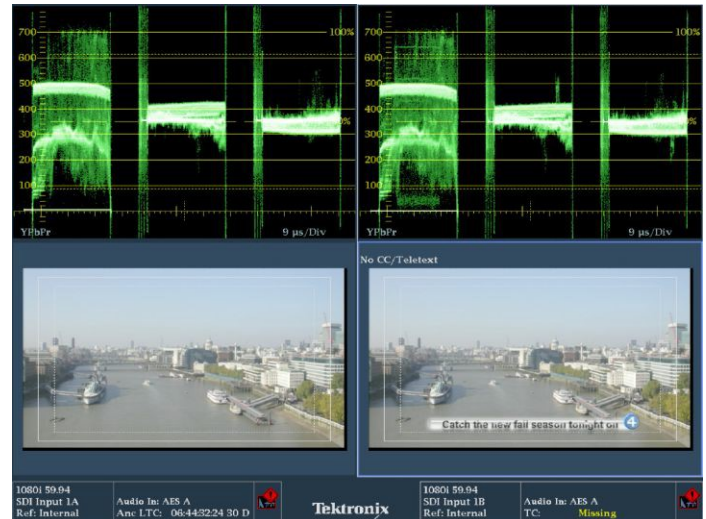 700
600
500
400
300
200
100
100%
0%
YPbPr
9 µs/Div
700
600
500
400
300
200
100
100%
0%
YPbPr
9 µs/Div
No CC/Teletext
Catch the new fall season tonight on 4
1080i 59.94
SDI Input 1A
Ref: Internal
Audio In: AES A
Anc LTC: 06:44:32:24 30 D
Tektronix
1080i 59.94
SDI Input 1B
Ref: Internal
Audio In: AES A
TC: Missing